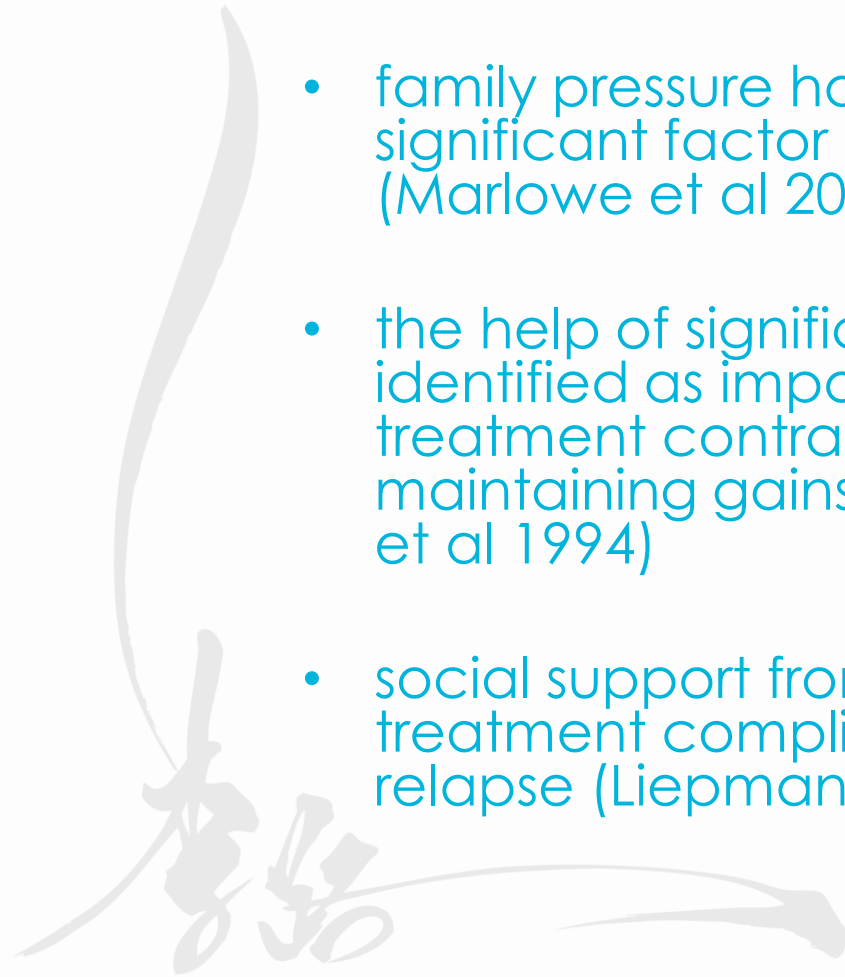 • family pressure ha
significant factor
(Marlowe et al 20
• the help of signific
identified as impo
treatment contra
maintaining gains
et al 1994)
• social support from
treatment compli
relapse (Liepman